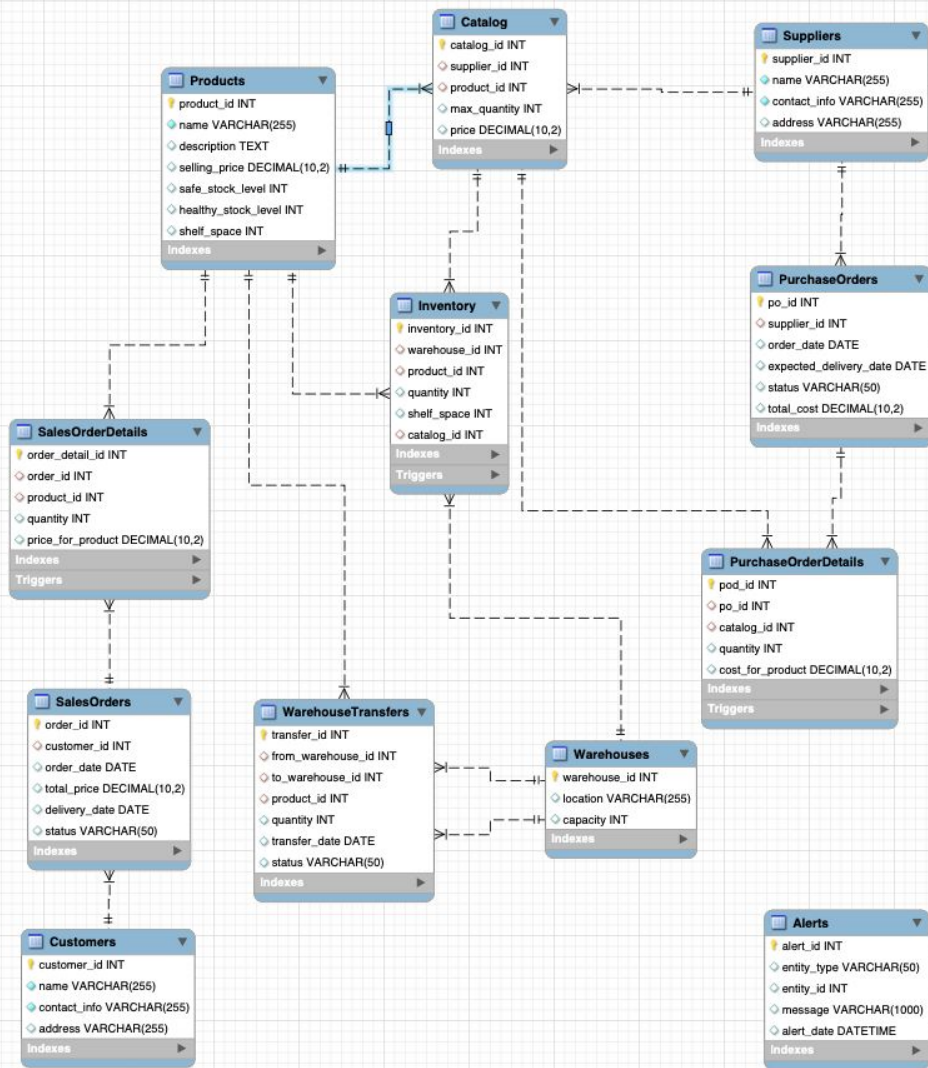 Catalog
catalog_id INT
supplier_id INT
product_id INT
max_quantity INT
price DECIMAL(10,2)
Indexes
Suppliers
supplier_id INT
name VARCHAR(255)
contact_info VARCHAR(255)
address VARCHAR(255)
Indexes
Products
product_id INT
name VARCHAR(255)
description TEXT
selling_price DECIMAL(10,2)
safe_stock_level INT
healthy_stock_level INT
shelf_space INT
Indexes
Inventory
inventory_id INT
warehouse_id INT
product_id INT
quantity INT
shelf_space INT
catalog_id INT
Indexes
Triggers
PurchaseOrders
po_id INT
supplier_id INT
order_date DATE
expected_delivery_date DATE
status VARCHAR(50)
total_cost DECIMAL(10,2)
Indexes
SalesOrderDetails
order_detail_id INT
order_id INT
product_id INT
quantity INT
price_for_product DECIMAL(10,2)
Indexes
Triggers
PurchaseOrderDetails
pod_id INT
po_id INT
catalog_id INT
quantity INT
cost_for_product DECIMAL(10,2)
Indexes
Triggers
SalesOrders
order_id INT
customer_id INT
order_date DATE
total_price DECIMAL(10,2)
delivery_date DATE
status VARCHAR(50)
Indexes
WarehouseTransfers
transfer_id INT
from_warehouse_id INT
to_warehouse_id INT
product_id INT
quantity INT
transfer_date DATE
status VARCHAR(50)
Indexes
Warehouses
warehouse_id INT
location VARCHAR(255)
capacity INT
Indexes
Customers
customer_id INT
name VARCHAR(255)
contact_info VARCHAR(255)
address VARCHAR(255)
Indexes
Alerts
alert_id INT
entity_type VARCHAR(50)
entity_id INT
message VARCHAR(1000)
alert_date DATETIME
Indexes